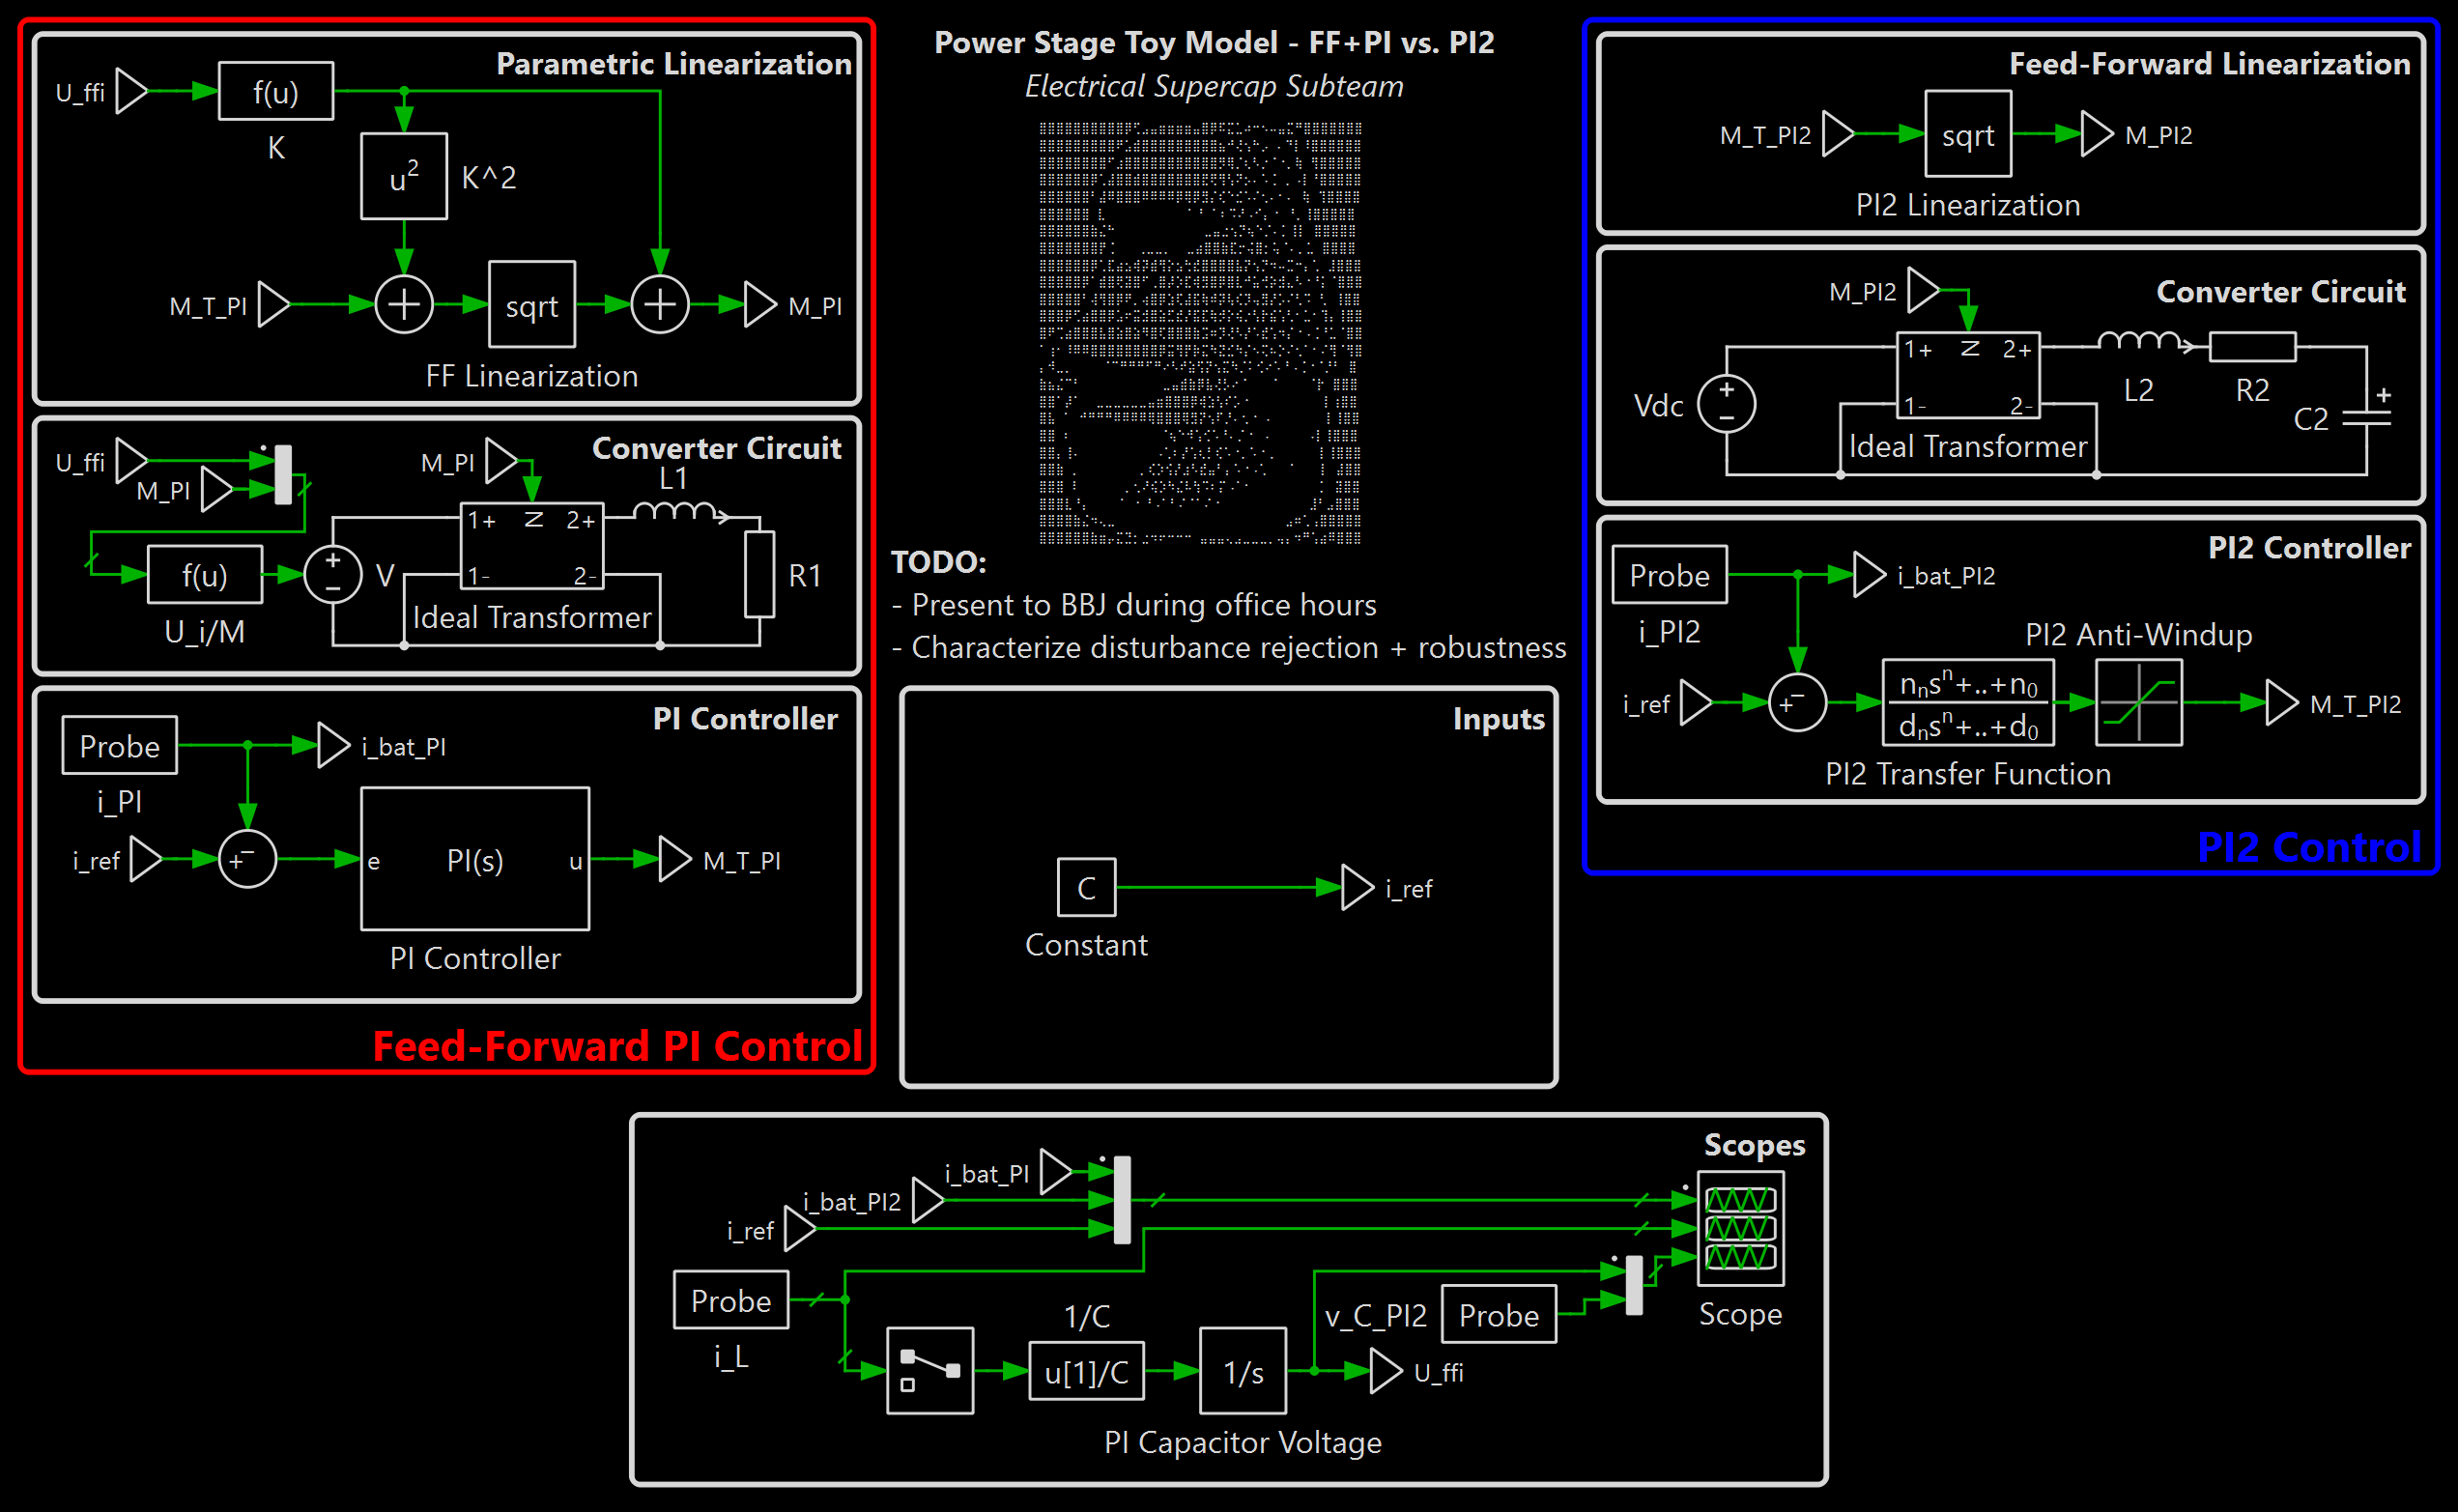 Parametric Linearization
U_ffi
f(u)
K
u²
K^2
M_T_PI
sqrt
M_PI
FF Linearization
Converter Circuit
U_ffi
M_PI
f(u)
U_i/M
V
M_PI
1+
N
2+
1-
2-
Ideal Transformer
L1
R1
PI Controller
Probe
i_PI
i_bat_PI
i_ref
e
PI(s)
u
M_T_PI
PI Controller
Feed-Forward PI Control
Power Stage Toy Model - FF+PI vs. PI2
Electrical Supercap Subteam
TODO:
- Present to BBJ during office hours
- Characterize disturbance rejection + robustness
Inputs
C
Constant
i_ref
Feed-Forward Linearization
M_T_PI2
sqrt
M_PI2
PI2 Linearization
Converter Circuit
M_PI2
Vdc
1+
N
2+
1-
2-
Ideal Transformer
L2
R2
C2
PI2 Controller
Probe
i_PI2
i_bat_PI2
i_ref
nₙsⁿ+..+n₀
dₙsⁿ+..+d₀
PI2 Transfer Function
PI2 Anti-Windup
M_T_PI2
PI2 Control
Scopes
i_bat_PI
i_bat_PI2
i_ref
Probe
i_L
1/C
u[1]/C
1/s
PI Capacitor Voltage
v_C_PI2
Probe
U_ffi
Scope